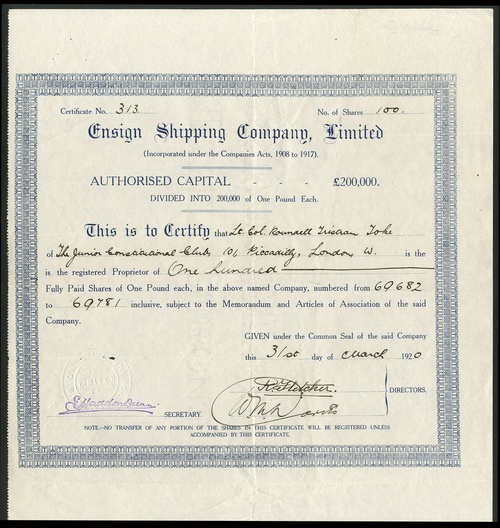 Certificate No. 313. No. of Shares 100.
Ensign Shipping Company, Limited
(Incorporated under the Companies Acts, 1908 to 1917).
AUTHORISED CAPITAL - - - £200,000.
DIVIDED INTO 200,000 of One Pound Each.
This is to Certify that Lt. Col. Roundell Tristram Toke
of The Junior Constitutional Club, 101 Piccadilly, London W. is the
is the registered Proprietor of One hundred
Fully Paid Shares of One Pound each, in the above named Company, numbered from 69682
to 69781 inclusive, subject to the Memorandum and Articles of Association of the said
Company.
GIVEN under the Common Seal of the said Company
this 31st day of March 1920
R. Fletcher.
DIRECTORS.
SECRETARY.
NOTE.—NO TRANSFER OF ANY PORTION OF THE SHARES IN THIS CERTIFICATE WILL BE REGISTERED UNLESS
ACCOMPANIED BY THIS CERTIFICATE.